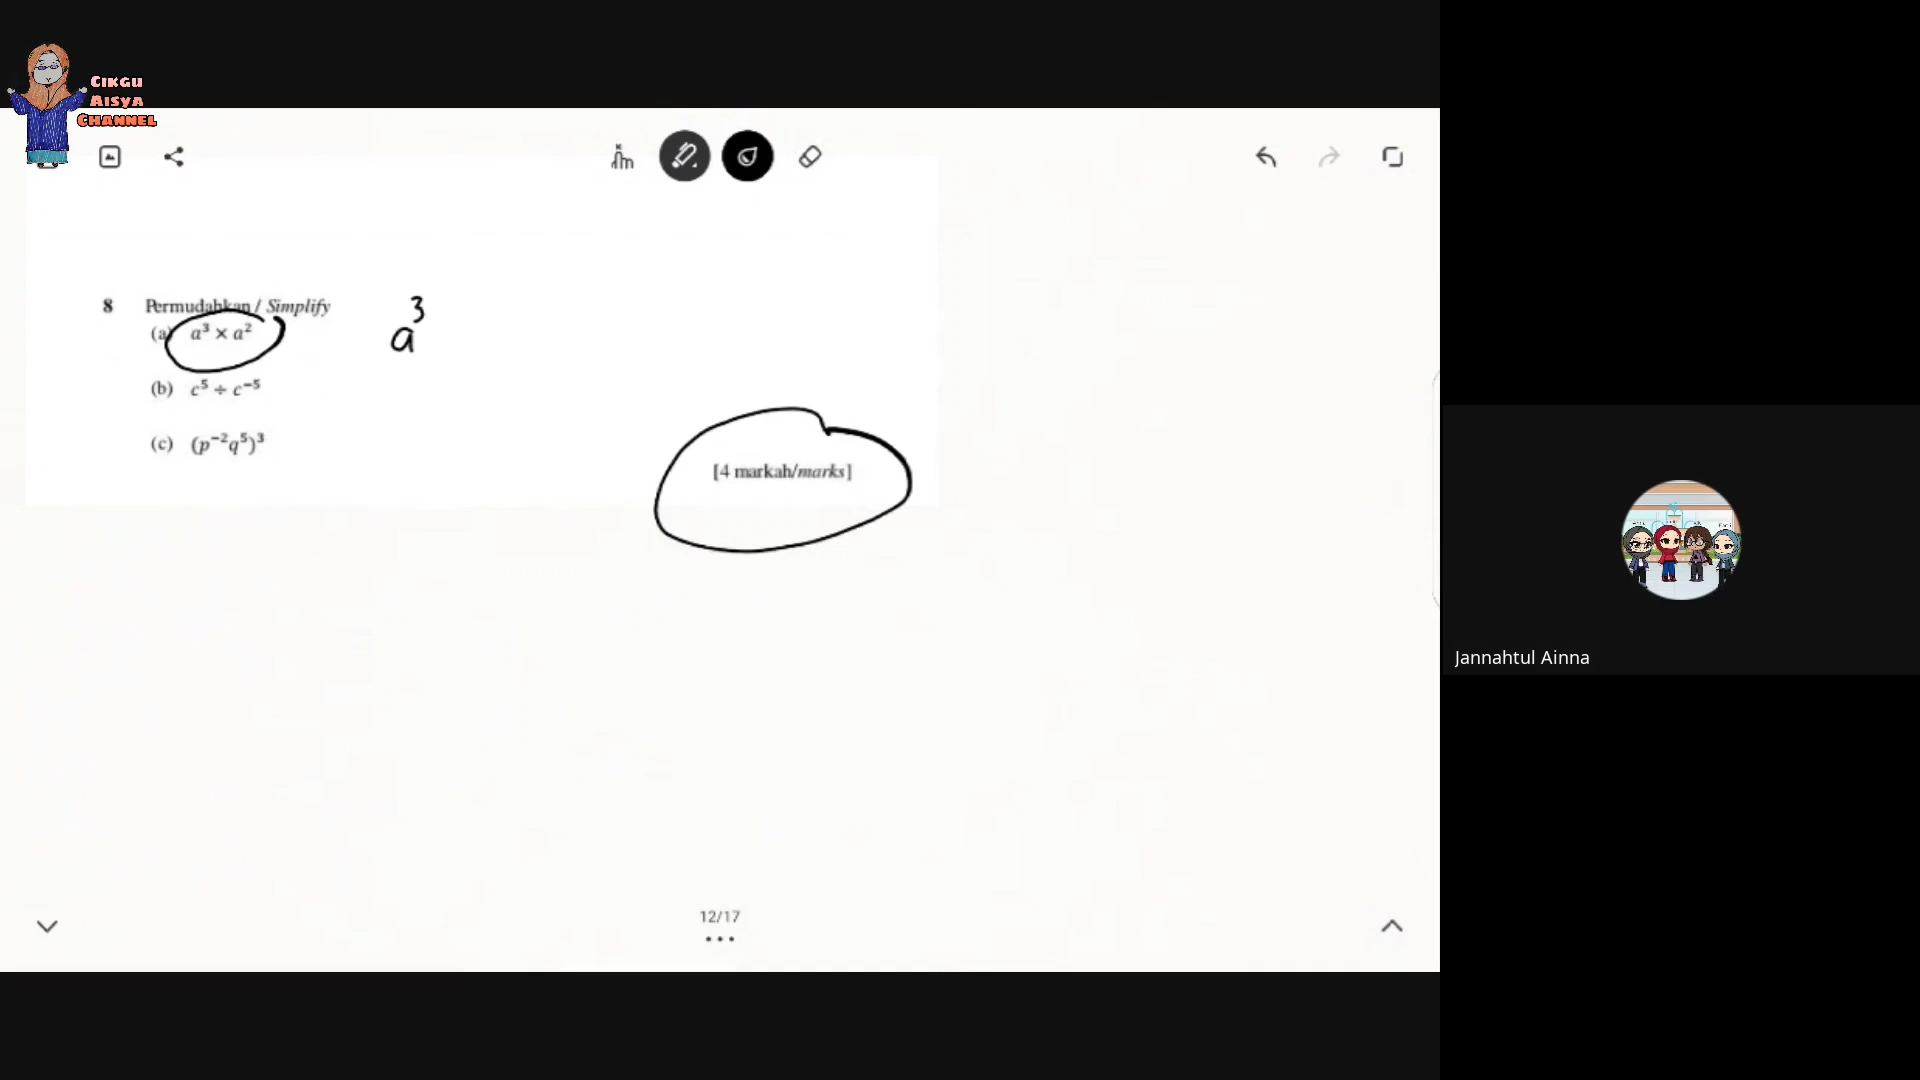 CIKGU
AISYA
CHANNEL
8 Permudahkan / Simplify
(a) a³ × a²
a³
(b) c⁵ ÷ c⁻⁵
(c) (p⁻²q⁵)³
[4 markah/marks]
12/17
Jannahtul Ainna